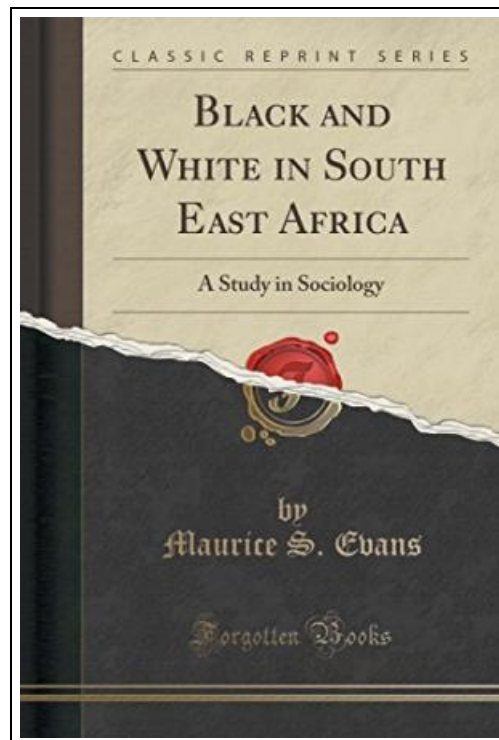 CLASSIC REPRINT SERIES
BLACK AND
WHITE IN SOUTH
EAST AFRICA
A Study in Sociology
F
by
Maurice S. Evans
Forgotten Books